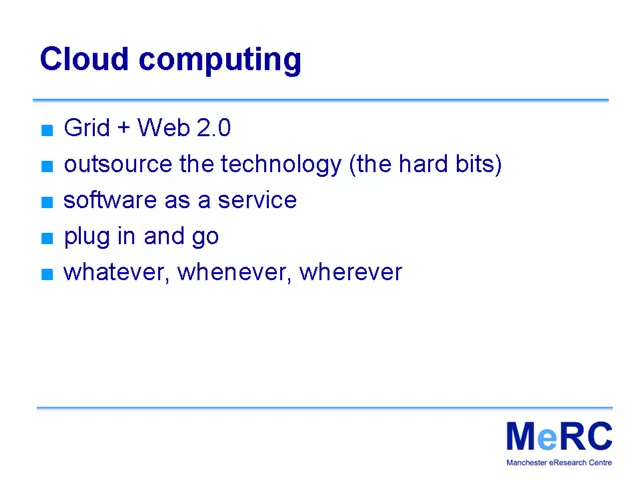 Cloud computing
Grid + Web 2.0
outsource the technology (the hard bits)
software as a service
plug in and go
whatever, whenever, wherever
MeRC
Manchester eResearch Centre